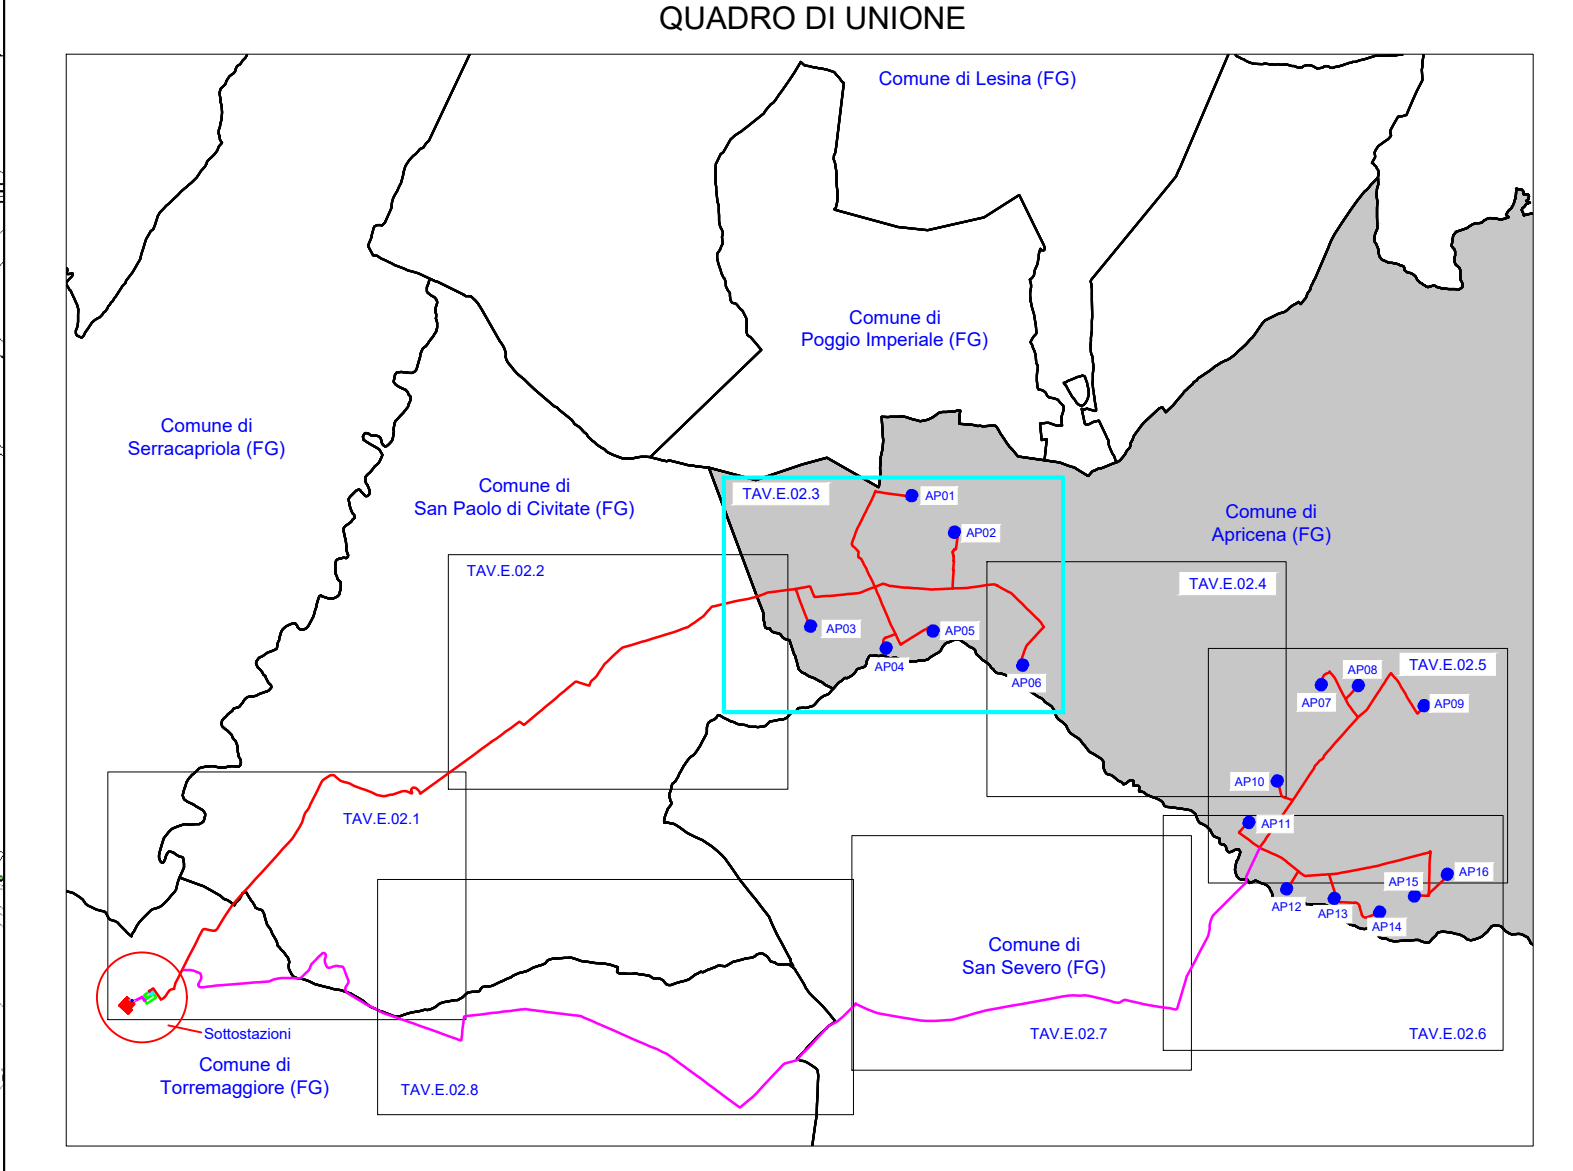 QUADRO DI UNIONE
Comune di Lesina (FG)
Comune di
Poggio Imperiale (FG)
Comune di
Serracapriola (FG)
Comune di
San Paolo di Civitate (FG)
TAV.E.02.3
AP01
AP02
Comune di
Apricena (FG)
TAV.E.02.2
TAV.E.02.4
AP03
AP05
AP04
AP06
TAV.E.02.5
AP08
AP07
AP09
AP10
TAV.E.02.1
AP11
AP16
AP15
AP12
AP13
AP14
Comune di
San Severo (FG)
Sottostazioni
TAV.E.02.7
TAV.E.02.6
Comune di
Torremaggiore (FG)
TAV.E.02.8